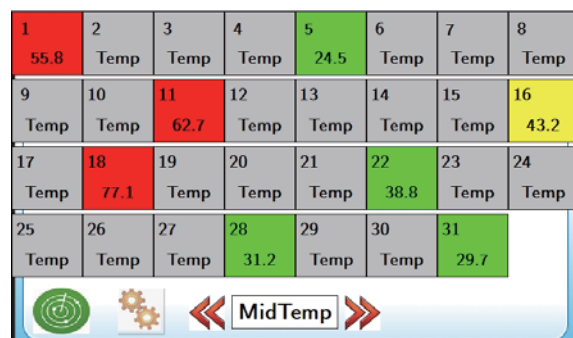 1 2 3 4 5 6 7 8
55.8 Temp Temp Temp 24.5 Temp Temp Temp
9 10 11 12 13 14 15 16
Temp Temp 62.7 Temp Temp Temp Temp 43.2
17 18 19 20 21 22 23 24
Temp 77.1 Temp Temp Temp 38.8 Temp Temp
25 26 27 28 29 30 31
Temp Temp Temp 31.2 Temp Temp 29.7
MidTemp